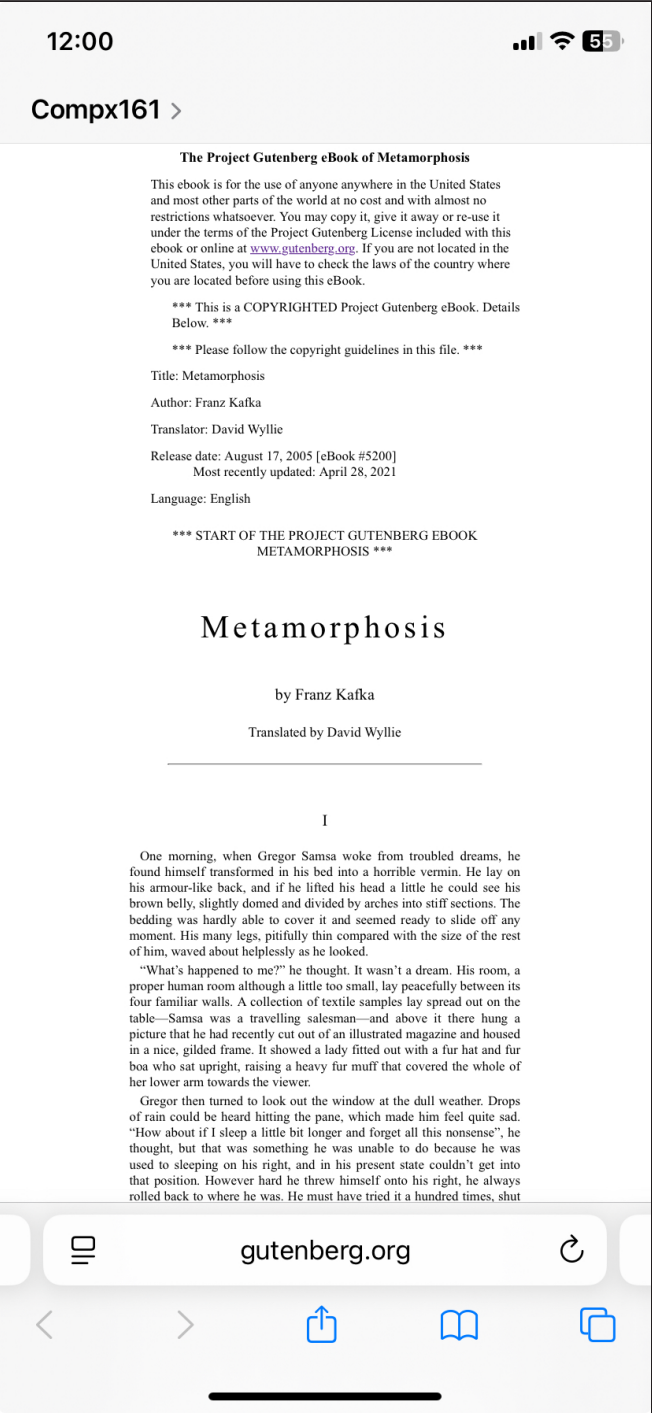 12:00
55
Compx161
The Project Gutenberg eBook of Metamorphosis
This ebook is for the use of anyone anywhere in the United States
and most other parts of the world at no cost and with almost no
restrictions whatsoever. You may copy it, give it away or re-use it
under the terms of the Project Gutenberg License included with this
ebook or online at www.gutenberg.org. If you are not located in the
United States, you will have to check the laws of the country where
you are located before using this eBook.
*** This is a COPYRIGHTED Project Gutenberg eBook. Details
Below. ***
*** Please follow the copyright guidelines in this file. ***
Title: Metamorphosis
Author: Franz Kafka
Translator: David Wyllie
Release date: August 17, 2005 [eBook #5200]
Most recently updated: April 28, 2021
Language: English
*** START OF THE PROJECT GUTENBERG EBOOK
METAMORPHOSIS ***
Metamorphosis
by Franz Kafka
Translated by David Wyllie
I
One morning, when Gregor Samsa woke from troubled dreams, he
found himself transformed in his bed into a horrible vermin. He lay on
his armour-like back, and if he lifted his head a little he could see his
brown belly, slightly domed and divided by arches into stiff sections. The
bedding was hardly able to cover it and seemed ready to slide off any
moment. His many legs, pitifully thin compared with the size of the rest
of him, waved about helplessly as he looked.
“What’s happened to me?” he thought. It wasn’t a dream. His room, a
proper human room although a little too small, lay peacefully between its
four familiar walls. A collection of textile samples lay spread out on the
table—Samsa was a travelling salesman—and above it there hung a
picture that he had recently cut out of an illustrated magazine and housed
in a nice, gilded frame. It showed a lady fitted out with a fur hat and fur
boa who sat upright, raising a heavy fur muff that covered the whole of
her lower arm towards the viewer.
Gregor then turned to look out the window at the dull weather. Drops
of rain could be heard hitting the pane, which made him feel quite sad.
“How about if I sleep a little bit longer and forget all this nonsense”, he
thought, but that was something he was unable to do because he was
used to sleeping on his right, and in his present state couldn’t get into
that position. However hard he threw himself onto his right, he always
rolled back to where he was. He must have tried it a hundred times, shut
gutenberg.org